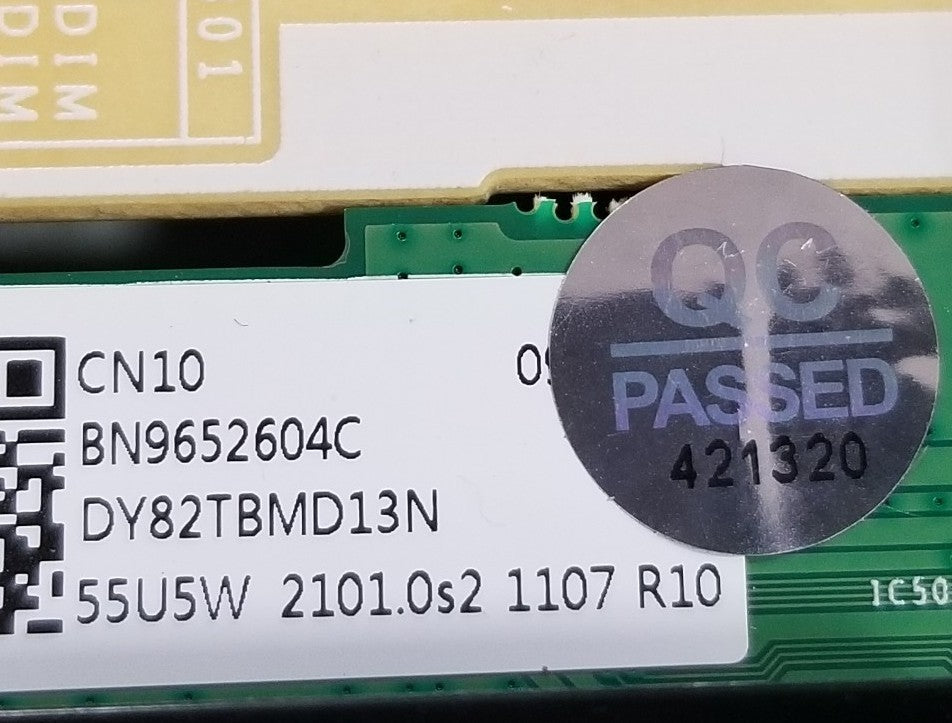 01
DIM
DIM
QC
PASSED
421320
CN10
BN9652604C
DY82TBMD13N
55U5W 2101.0s2 1107 R10
IC50